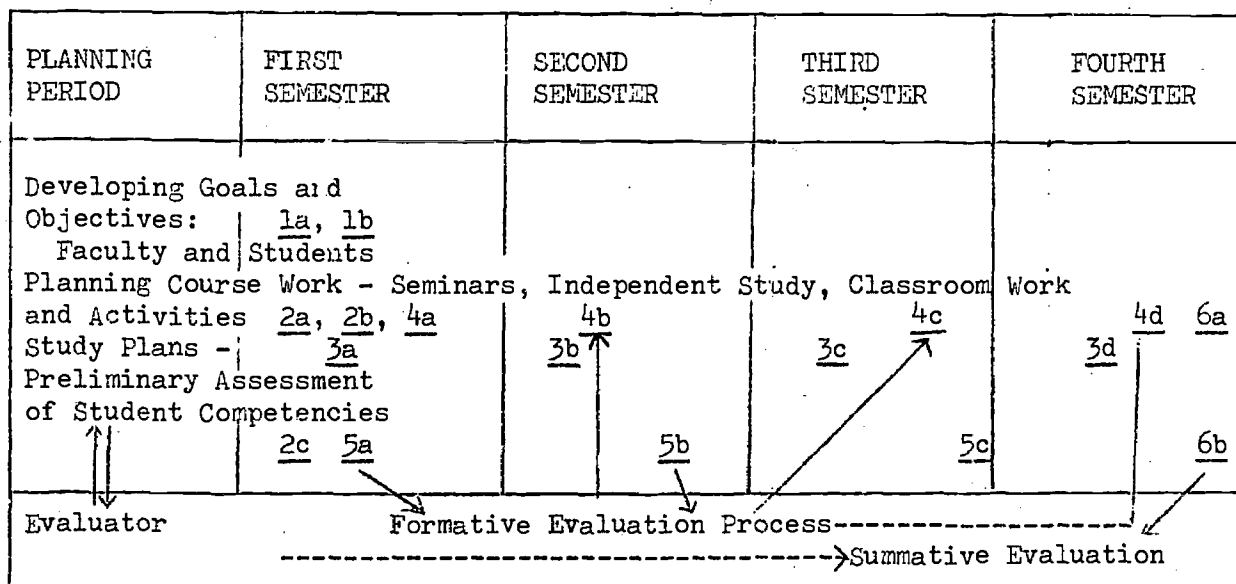 PLANNING FIRST SECOND THIRD FOURTH
PERIOD SEMESTER SEMESTER SEMESTER SEMESTER
Developing Goals and
Objectives: 1a, 1b
Faculty and Students
Planning Course Work - Seminars, Independent Study, Classroom Work
and Activities 2a, 2b, 4a 4b 4c 4d 6a
Study Plans - 3a 3b 3c 3d
Preliminary Assessment
of Student Competencies
2c 5a 5b 5c 6b
Evaluator Formative Evaluation Process
Summative Evaluation